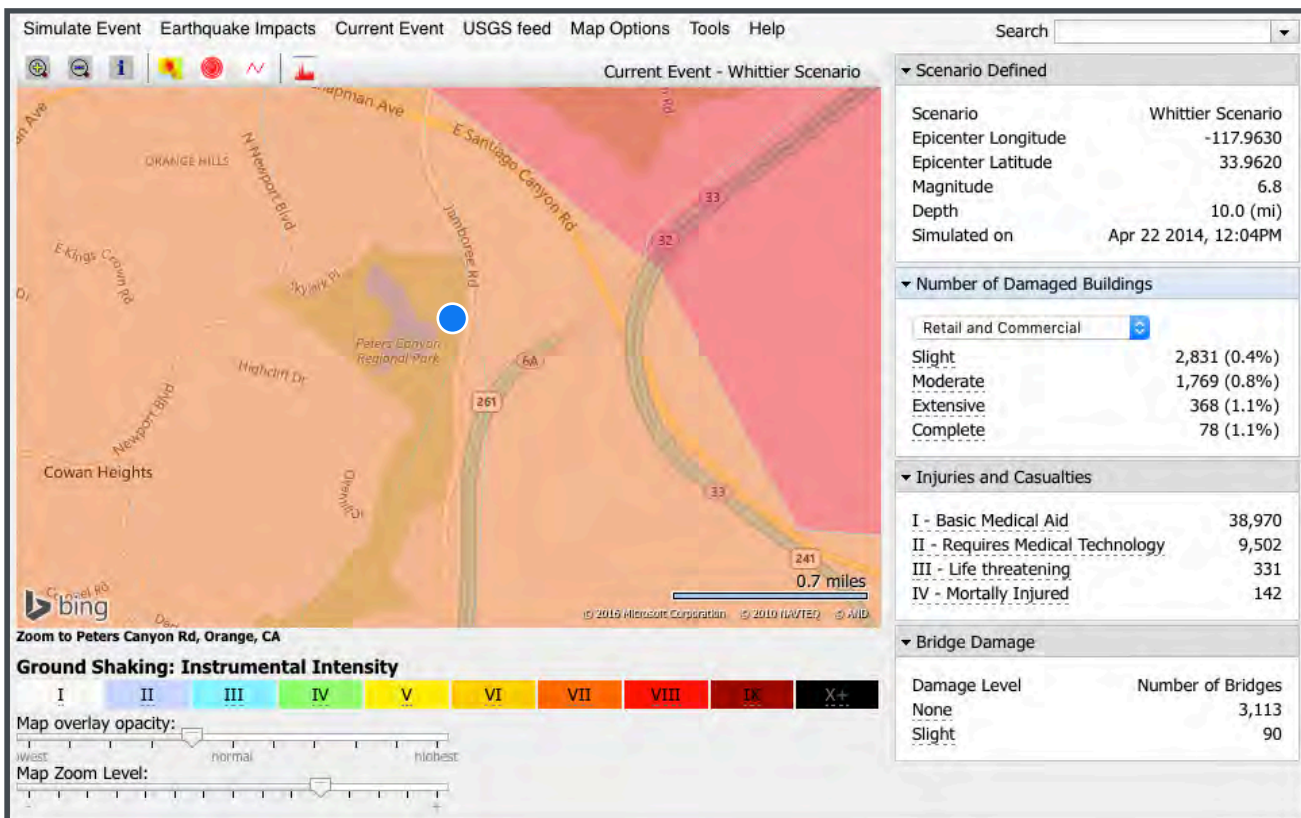 Simulate Event Earthquake Impacts Current Event USGS feed Map Options Tools Help
Search
Current Event - Whittier Scenario
Chapman Ave
E Santiago Canyon Rd
ORANGE HILLS
N Newport Blvd
Jamboree Rd
33
32
E Kings Crown Rd
Skylark Pl
Peters Canyon
Regional Park
6A
Highcliff Dr
261
Newport Blvd
Cowan Heights
33
241
0.7 miles
bing
© 2016 Microsoft Corporation © 2010 NAVTEQ © AND
Zoom to Peters Canyon Rd, Orange, CA
Ground Shaking: Instrumental Intensity
I II III IV V VI VII VIII IX X+
Map overlay opacity:
normal
Map Zoom Level:
- +
Scenario Defined
Scenario Whittier Scenario
Epicenter Longitude -117.9630
Epicenter Latitude 33.9620
Magnitude 6.8
Depth 10.0 (mi)
Simulated on Apr 22 2014, 12:04PM
Number of Damaged Buildings
Retail and Commercial
Slight 2,831 (0.4%)
Moderate 1,769 (0.8%)
Extensive 368 (1.1%)
Complete 78 (1.1%)
Injuries and Casualties
I - Basic Medical Aid 38,970
II - Requires Medical Technology 9,502
III - Life threatening 331
IV - Mortally Injured 142
Bridge Damage
Damage Level Number of Bridges
None 3,113
Slight 90